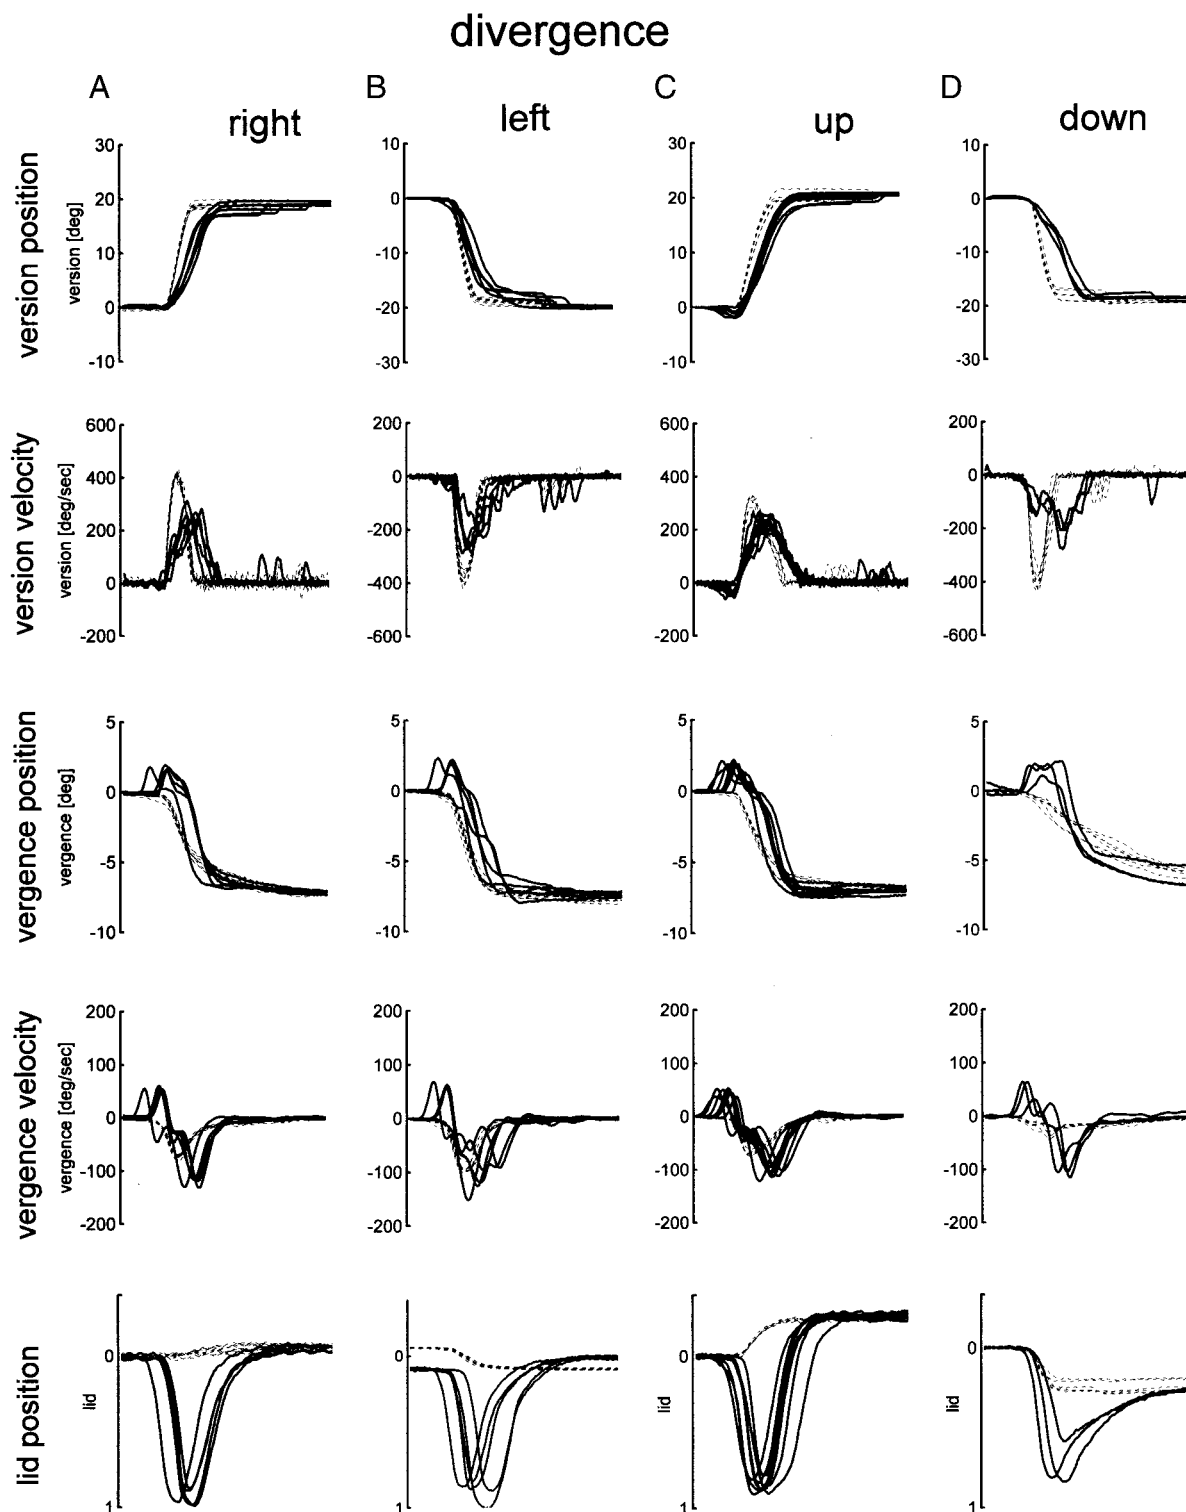 divergence
A B C D
right left up down
version position
version [deg]
30 20 10 0 -10
10 0 -10 -20 -30
30 20 10 0 -10
10 0 -10 -20 -30
version velocity
version [deg/sec]
600 400 200 0 -200
200 0 -200 -400 -600
600 400 200 0 -200
200 0 -200 -400 -600
vergence position
vergence [deg]
5 0 -5 -10
5 0 -5 -10
5 0 -5 -10
5 0 -5 -10
vergence velocity
vergence [deg/sec]
200 100 0 -100 -200
200 100 0 -100 -200
200 100 0 -100 -200
200 100 0 -100 -200
lid position
lid
0 1
0 1
lid
0 1
lid
0 1